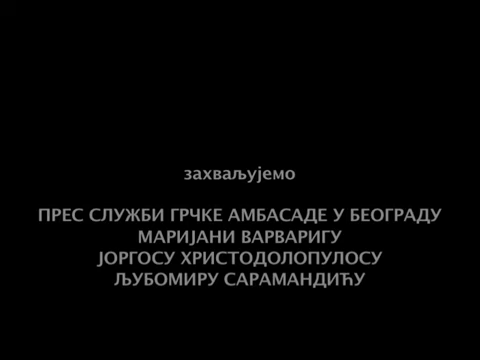 захваљујемо
ПРЕС СЛУЖБИ ГРЧКЕ АМБАСАДЕ У БЕОГРАДУ
МАРИЈАНИ ВАРВАРИГУ
ЈОРГОСУ ХРИСТОДОЛОПУЛОСУ
ЉУБОМИРУ САРАМАНДИЋУ